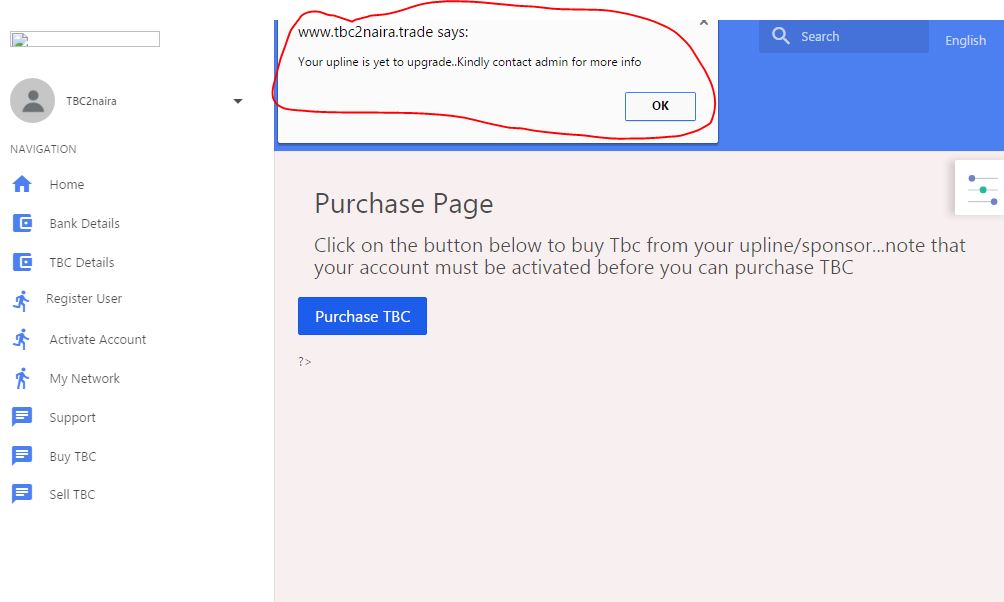 www.tbc2naira.trade says:
Your upline is yet to upgrade..Kindly contact admin for more info
OK
Search
English
TBC2naira
NAVIGATION
Home
Bank Details
TBC Details
Register User
Activate Account
My Network
Support
Buy TBC
Sell TBC
Purchase Page
Click on the button below to buy Tbc from your upline/sponsor...note that
your account must be activated before you can purchase TBC
Purchase TBC
?>